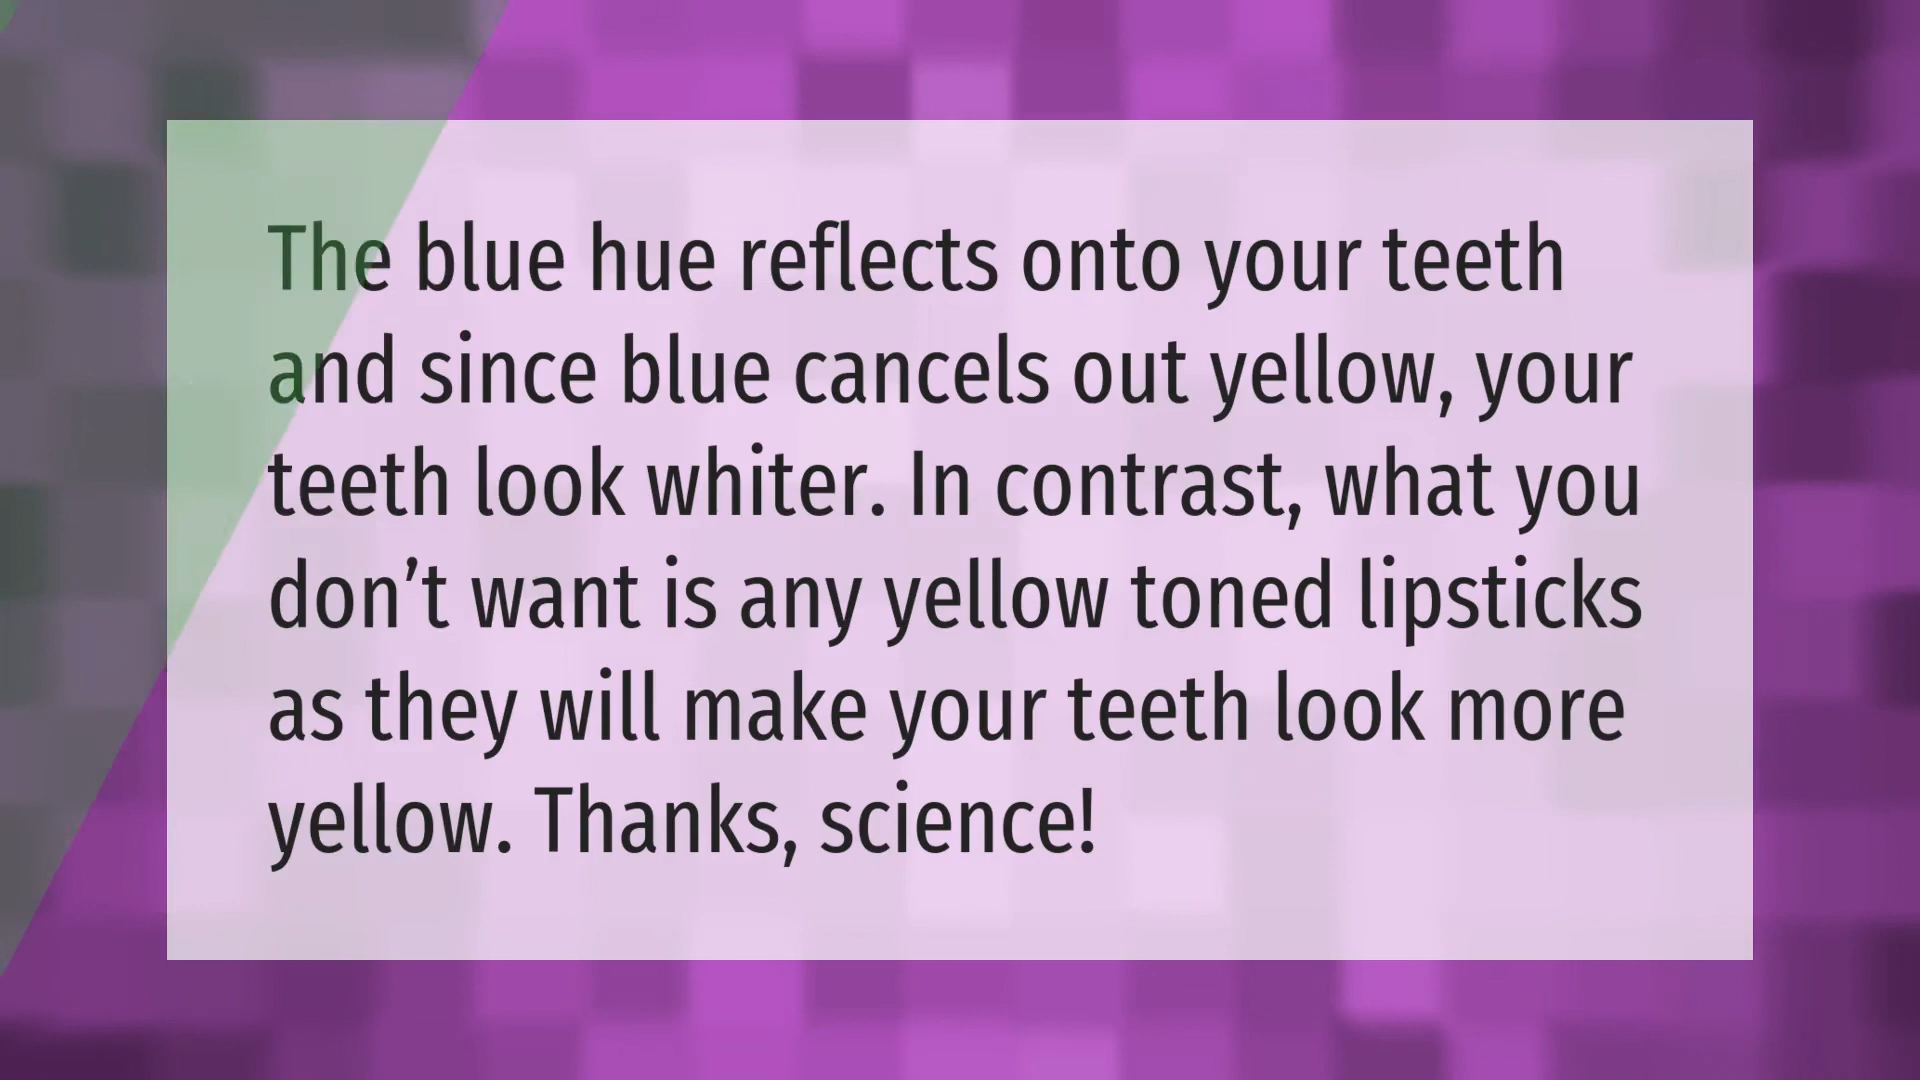 The blue hue reflects onto your teeth
and since blue cancels out yellow, your
teeth look whiter. In contrast, what you
don’t want is any yellow toned lipsticks
as they will make your teeth look more
yellow. Thanks, science!